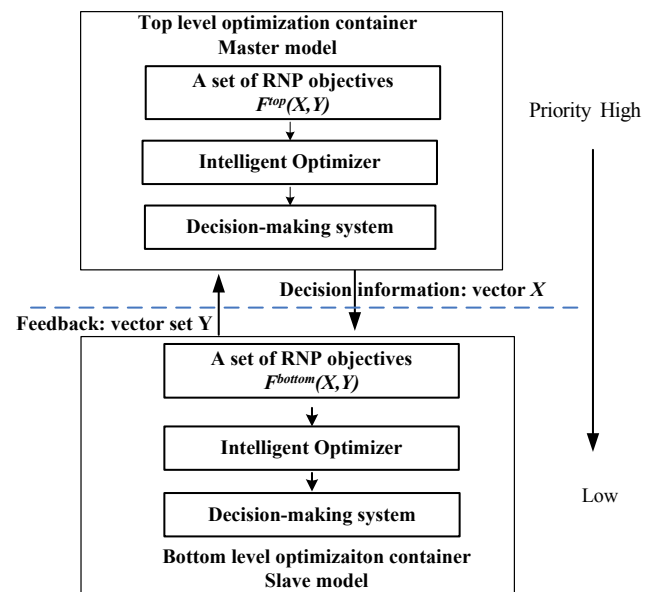 Top level optimization container
Master model
A set of RNP objectives
F^top(X,Y)
Intelligent Optimizer
Decision-making system
Priority High
Decision information: vector X
Feedback: vector set Y
A set of RNP objectives
F^bottom(X,Y)
Intelligent Optimizer
Decision-making system
Low
Bottom level optimizaiton container
Slave model